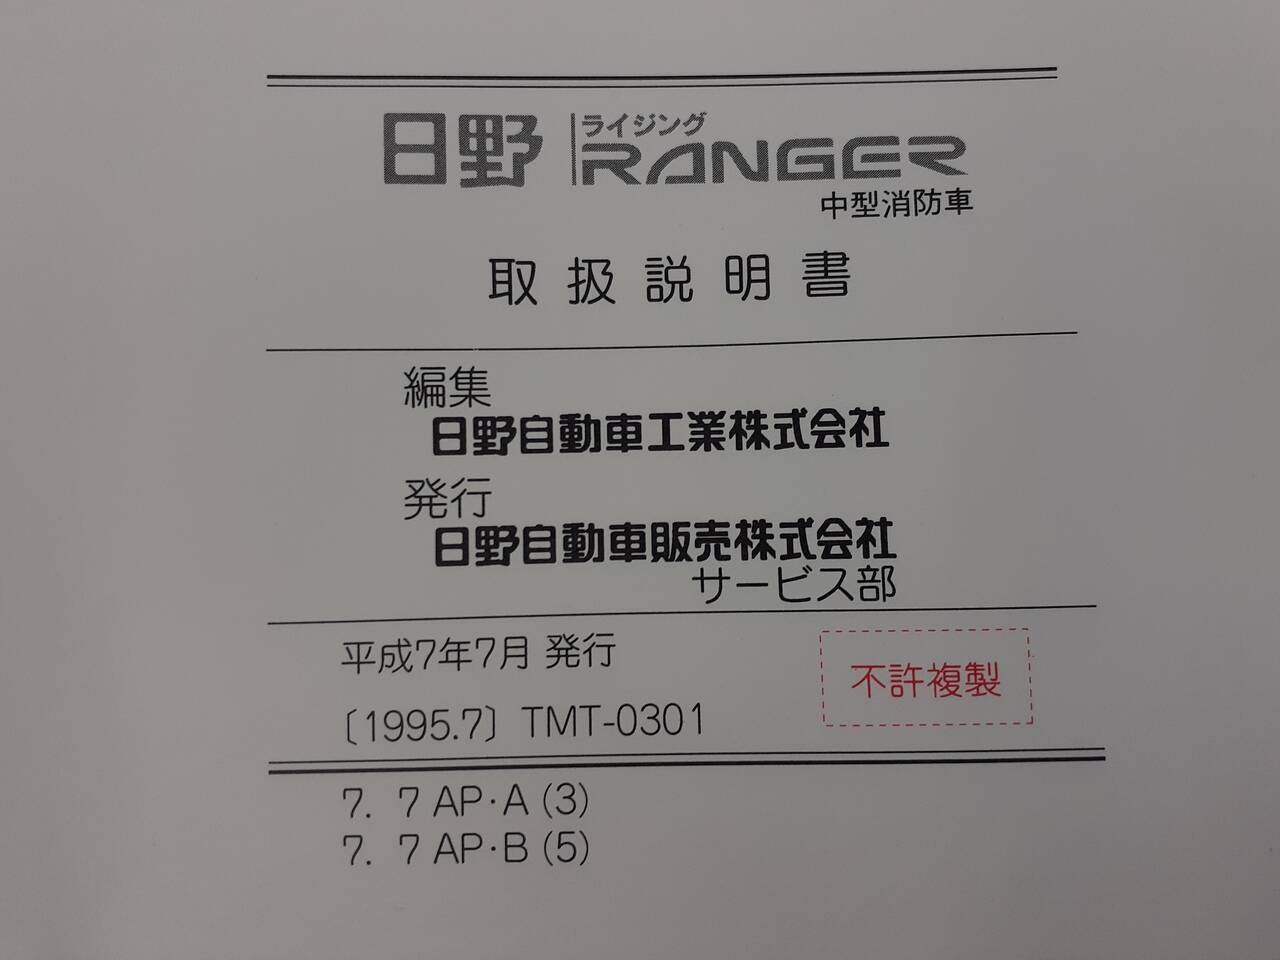 日野 ライジング RANGER
中型消防車
取扱説明書
編集
日野自動車工業株式会社
発行
日野自動車販売株式会社
サービス部
平成7年7月 発行
不許複製
〔1995.7〕 TMT-0301
7. 7 AP·A (3)
7. 7 AP·B (5)